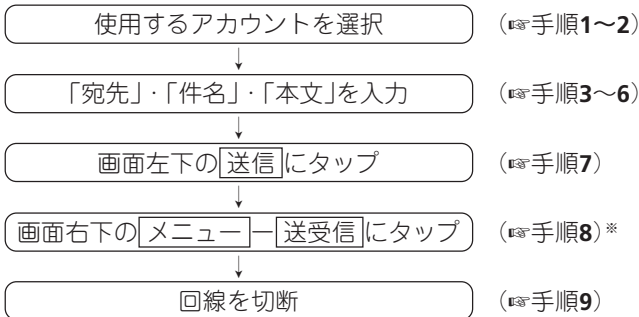 使用するアカウントを選択 (☞手順1〜2)
↓
「宛先」・「件名」・「本文」を入力 (☞手順3〜6)
↓
画面左下の送信にタップ (☞手順7)
↓
画面右下のメニュー－送受信にタップ (☞手順8)※
↓
回線を切断 (☞手順9)